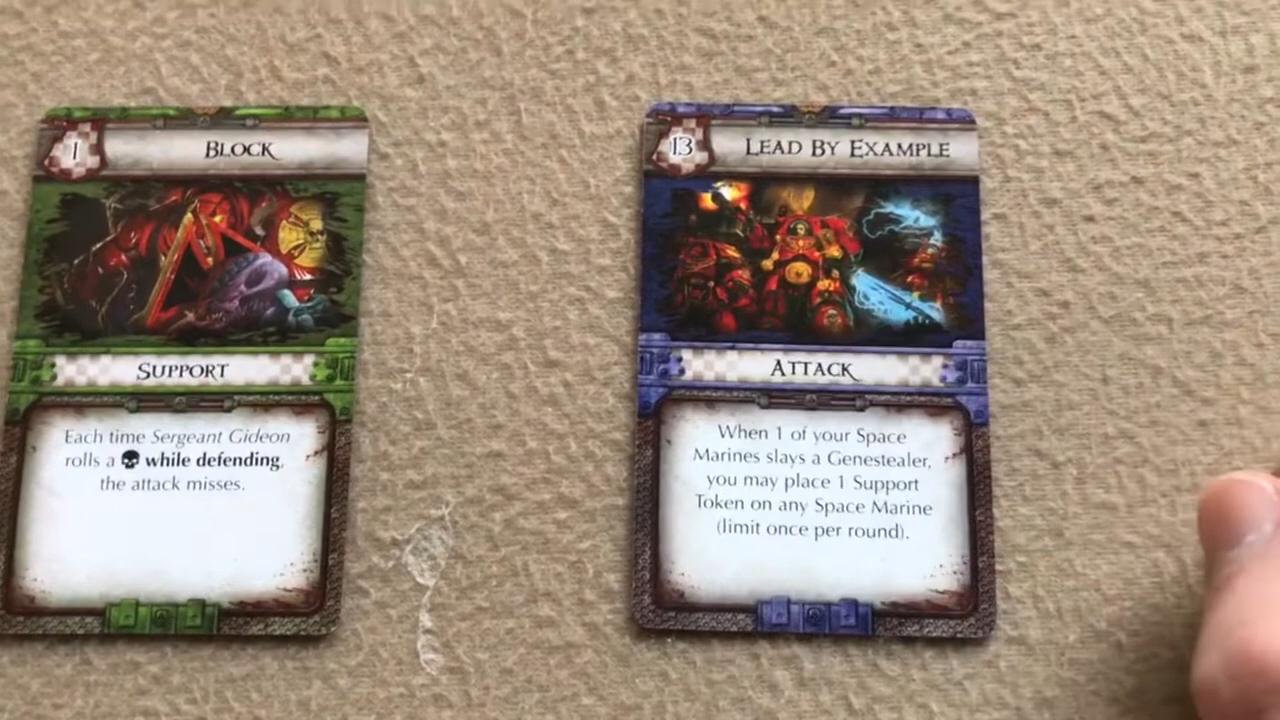 1
BLOCK
SUPPORT
Each time Sergeant Gideon
rolls a while defending,
the attack misses.
13
LEAD BY EXAMPLE
ATTACK
When 1 of your Space
Marines slays a Genestealer,
you may place 1 Support
Token on any Space Marine
(limit once per round).